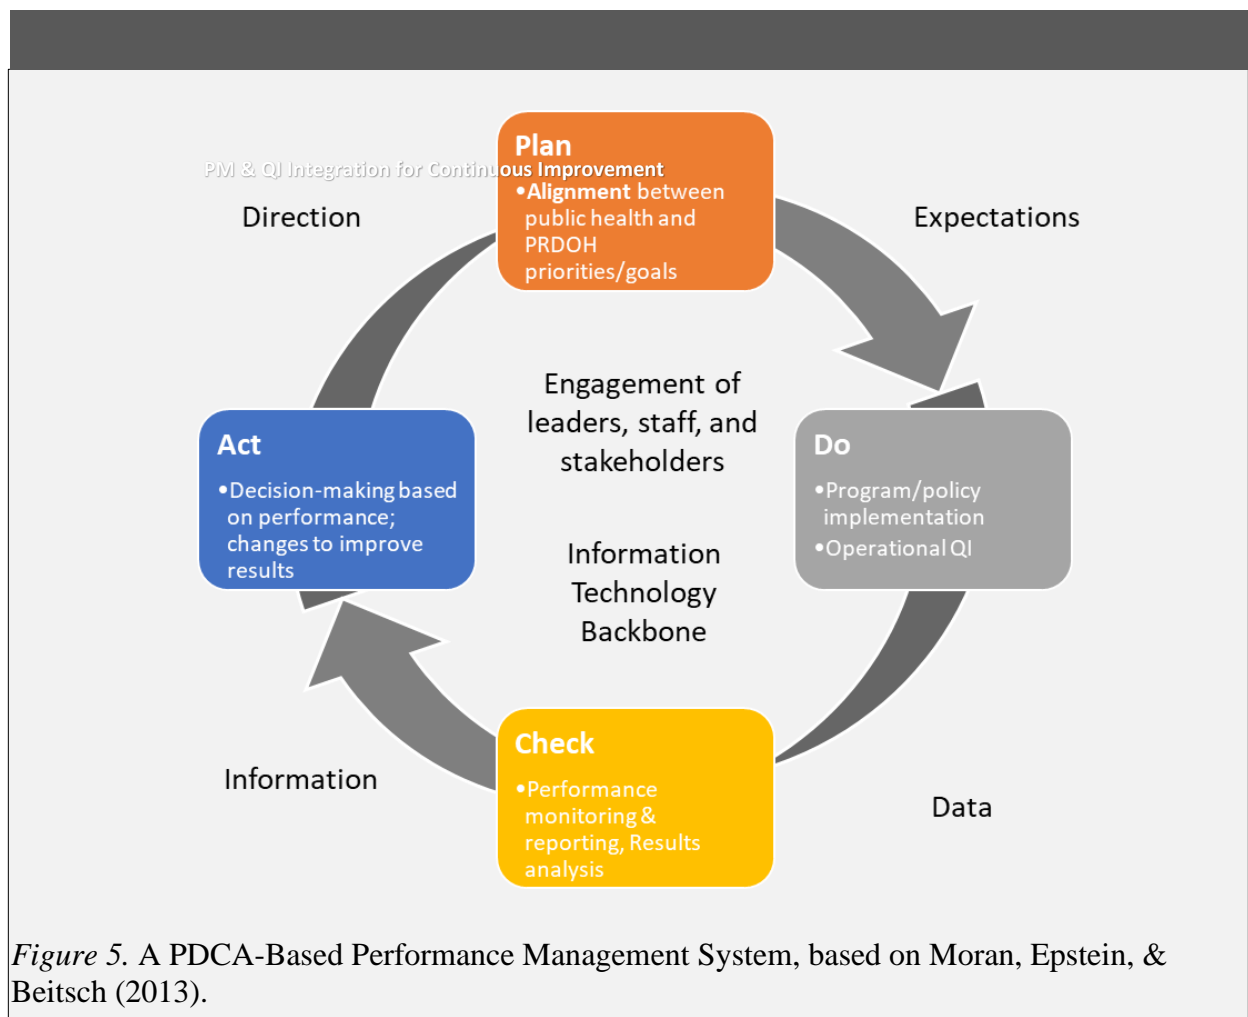 PM & QI Integration for Continuous Improvement
Plan
•Alignment between
public health and
PRDOH
priorities/goals
Direction
Expectations
Engagement of
leaders, staff, and
stakeholders
Act
•Decision-making based
on performance;
changes to improve
results
Do
•Program/policy
implementation
•Operational QI
Information
Technology
Backbone
Check
•Performance
monitoring &
reporting, Results
analysis
Information
Data
Figure 5. A PDCA-Based Performance Management System, based on Moran, Epstein, &
Beitsch (2013).